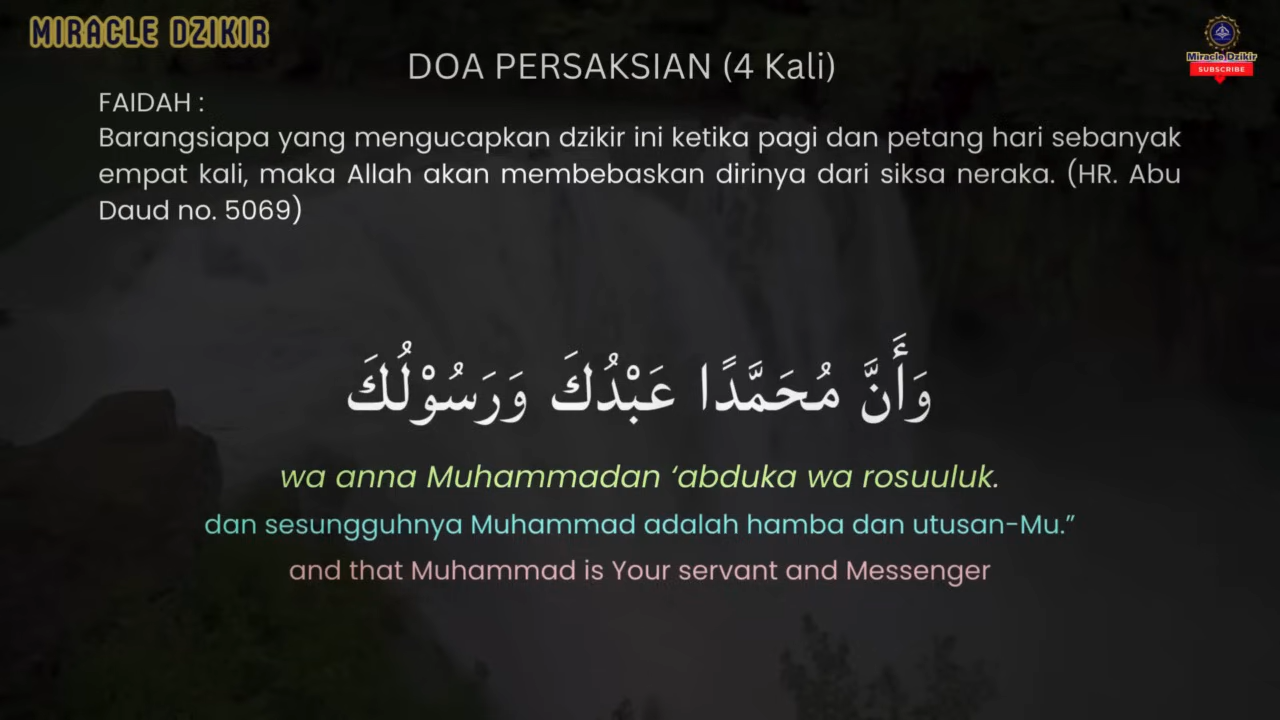 MIRACLE DZIKIR
Miracle Dzikir
SUBSCRIBE
DOA PERSAKSIAN (4 Kali)
FAIDAH :
Barangsiapa yang mengucapkan dzikir ini ketika pagi dan petang hari sebanyak
empat kali, maka Allah akan membebaskan dirinya dari siksa neraka. (HR. Abu
Daud no. 5069)
وَأَنَّ مُحَمَّدًا عَبْدُكَ وَرَسُوْلُكَ
wa anna Muhammadan ‘abduka wa rosuuluk.
dan sesungguhnya Muhammad adalah hamba dan utusan-Mu.”
and that Muhammad is Your servant and Messenger